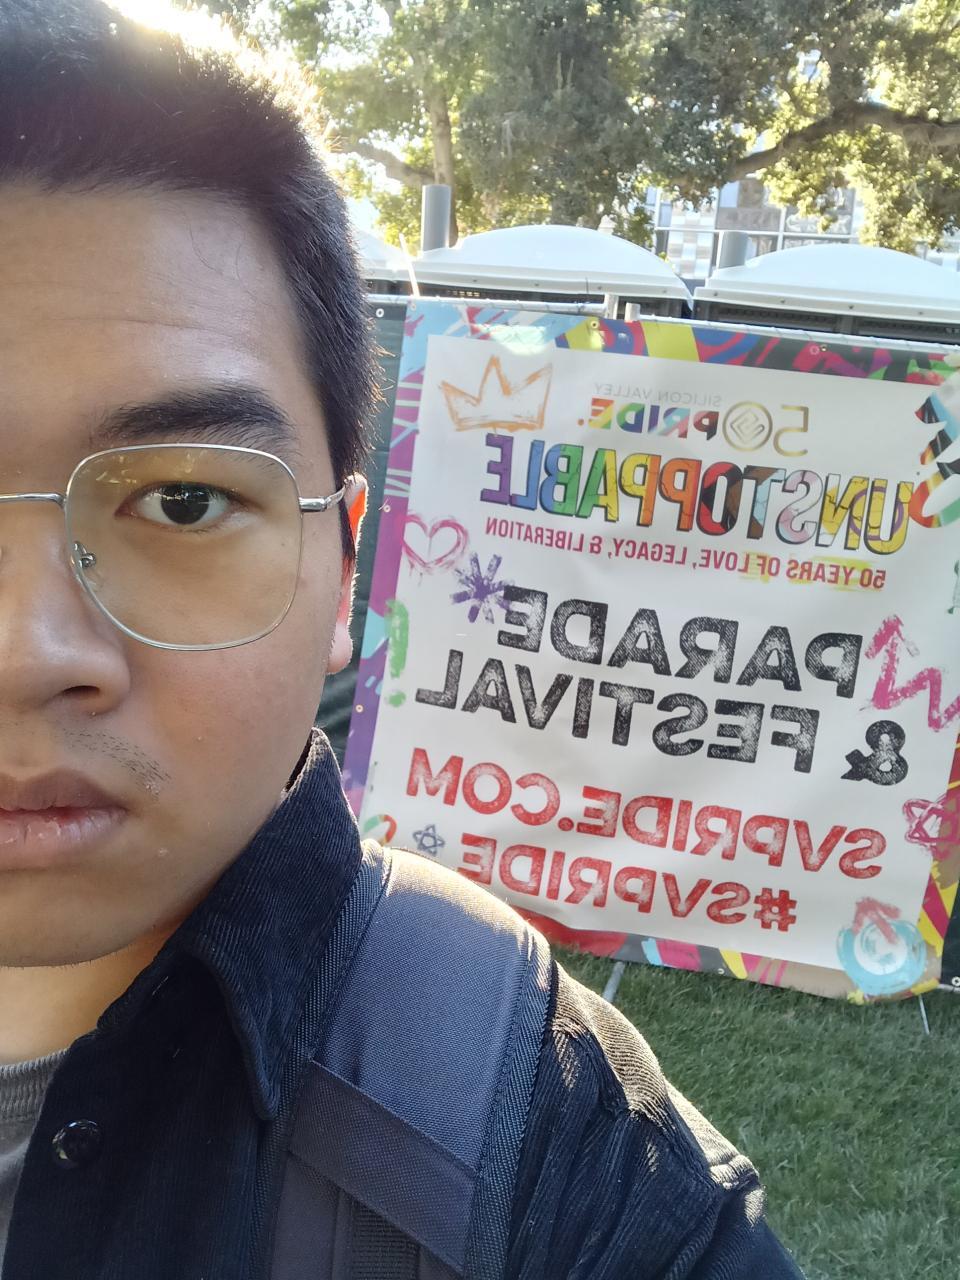 SILICON VALLEY
50 PRIDE.
UNSTOPPABLE
50 YEARS OF LOVE, LEGACY, & LIBERATION
PARADE
& FESTIVAL
SVPRIDE.COM
#SVPRIDE